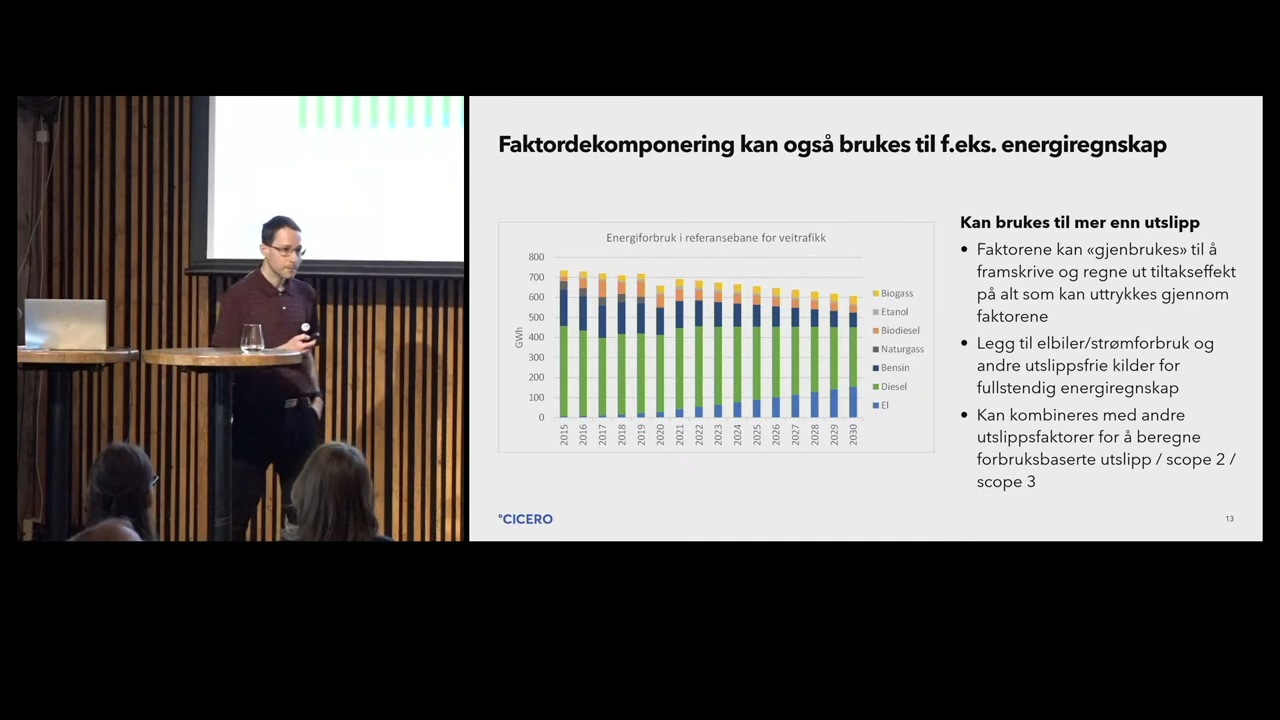 Faktordekomponering kan også brukes til f.eks. energiregnskap
Energiforbruk i referansebane for veitrafikk
800
700
600
500
400
300
200
100
0
GWh
2015
2016
2017
2018
2019
2020
2021
2022
2023
2024
2025
2026
2027
2028
2029
2030
Biogass
Etanol
Biodiesel
Naturgass
Bensin
Diesel
El
Kan brukes til mer enn utslipp
• Faktorene kan «gjenbrukes» til å
framskrive og regne ut tiltakseffekt
på alt som kan uttrykkes gjennom
faktorene
• Legg til elbiler/strømforbruk og
andre utslippsfrie kilder for
fullstendig energiregnskap
• Kan kombineres med andre
utslippsfaktorer for å beregne
forbruksbaserte utslipp / scope 2 /
scope 3
°CICERO
13